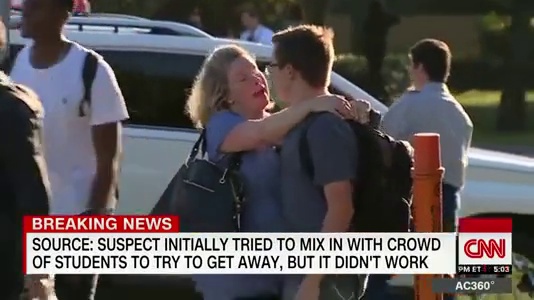 BREAKING NEWS
SOURCE: SUSPECT INITIALLY TRIED TO MIX IN WITH CROWD
OF STUDENTS TO TRY TO GET AWAY, BUT IT DIDN'T WORK
CNN
PM ET 5:03
AC360°